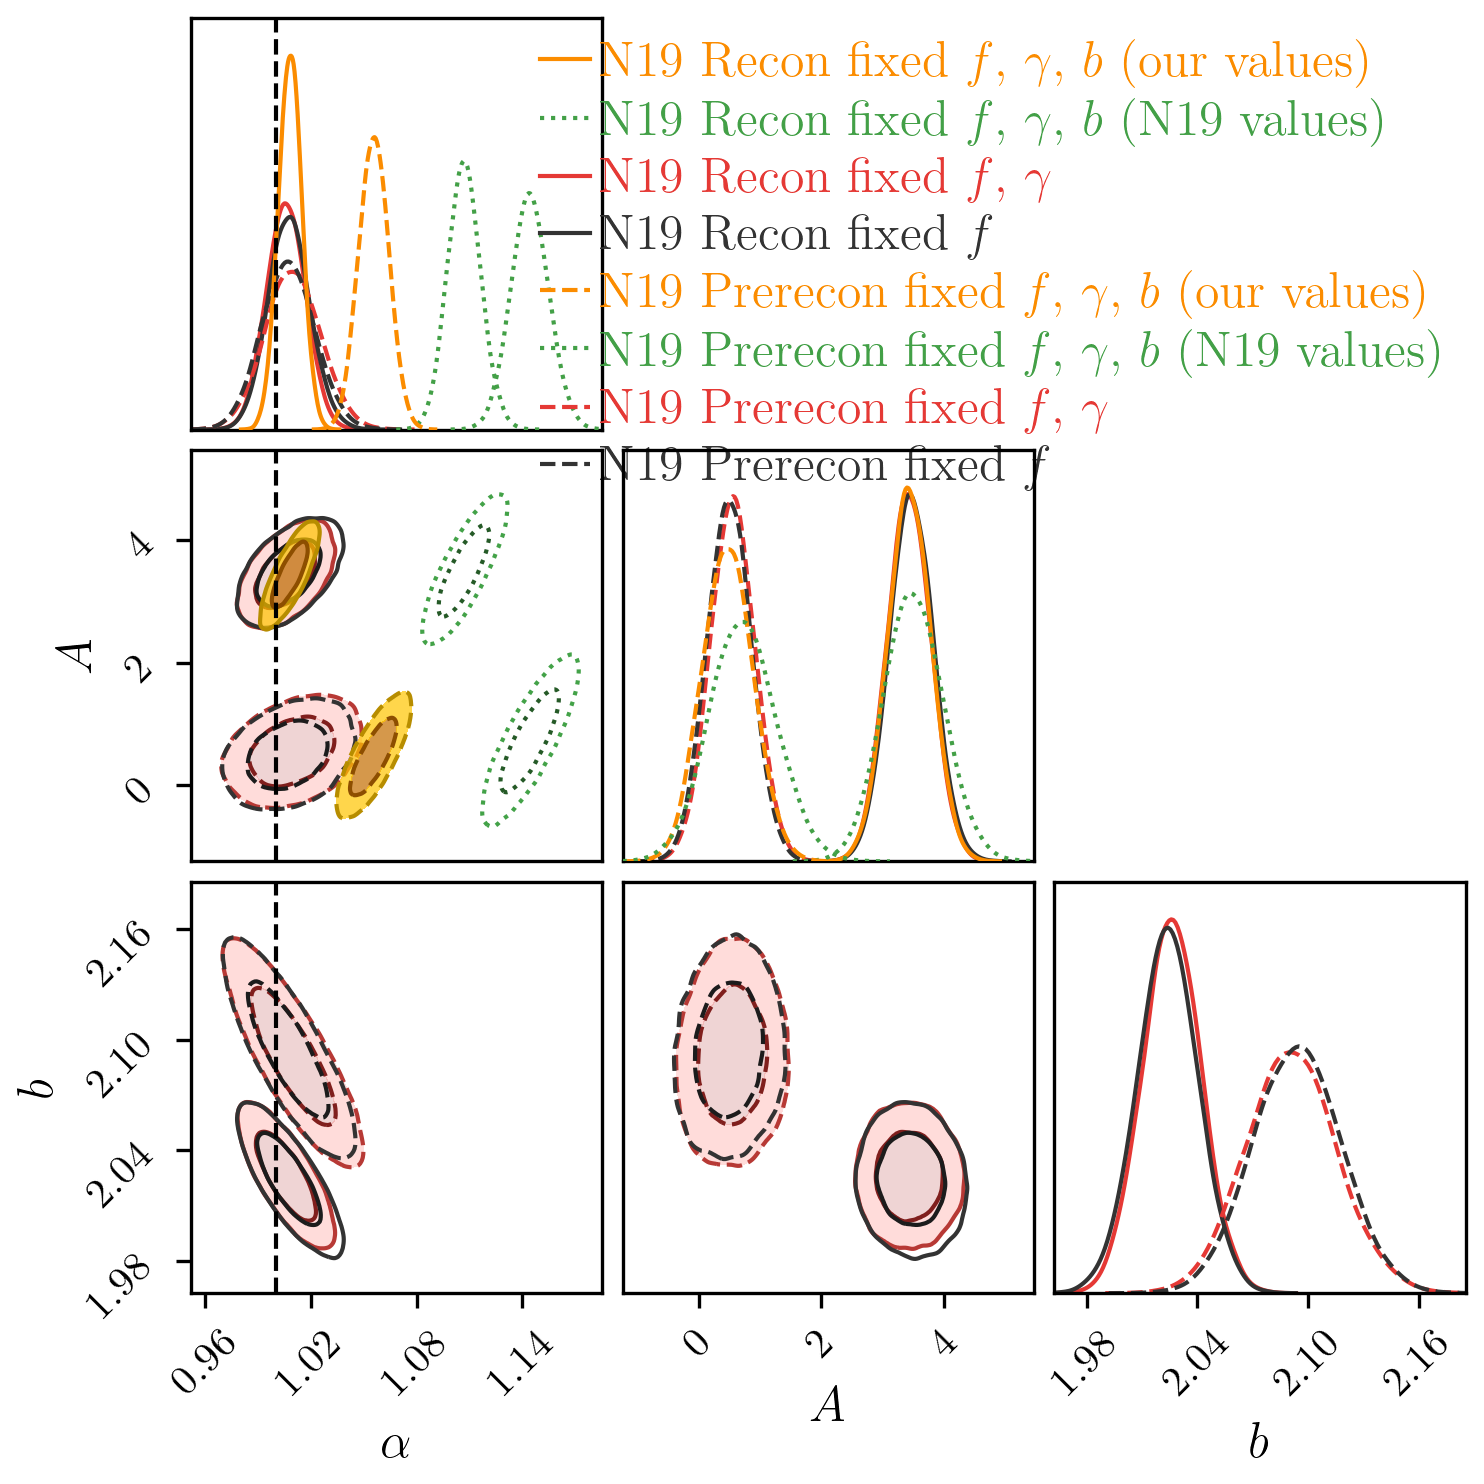 N19 Recon fixed f, γ, b (our values)
N19 Recon fixed f, γ, b (N19 values)
N19 Recon fixed f, γ
N19 Recon fixed f
N19 Prerecon fixed f, γ, b (our values)
N19 Prerecon fixed f, γ, b (N19 values)
N19 Prerecon fixed f, γ
N19 Prerecon fixed f
4
2
0
A
2.16
2.10
2.04
1.98
b
0.96 1.02 1.08 1.14
α
0 2 4
A
1.98 2.04 2.10 2.16
b